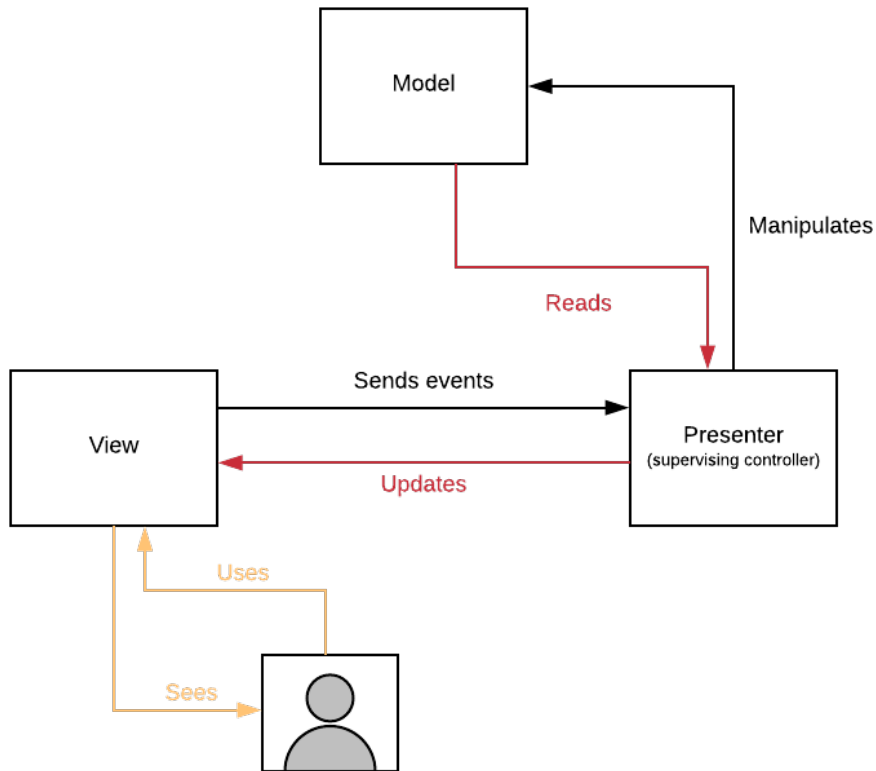 Model
Manipulates
Reads
Sends events
View
Presenter
(supervising controller)
Updates
Uses
Sees